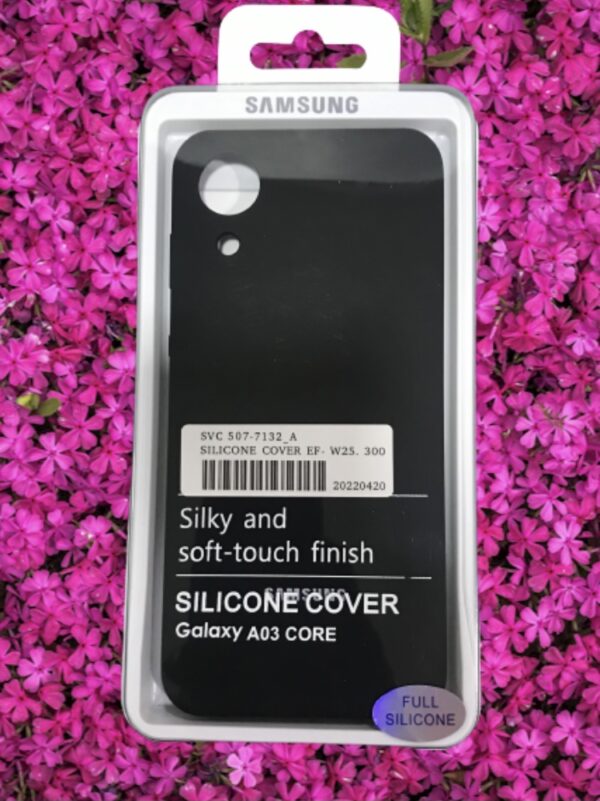 SAMSUNG
SVC 507-7132_A
SILICONE COVER EF- W25. 300
20220420
Silky and
soft-touch finish
SAMSUNG
SILICONE COVER
Galaxy A03 CORE
FULL
SILICONE